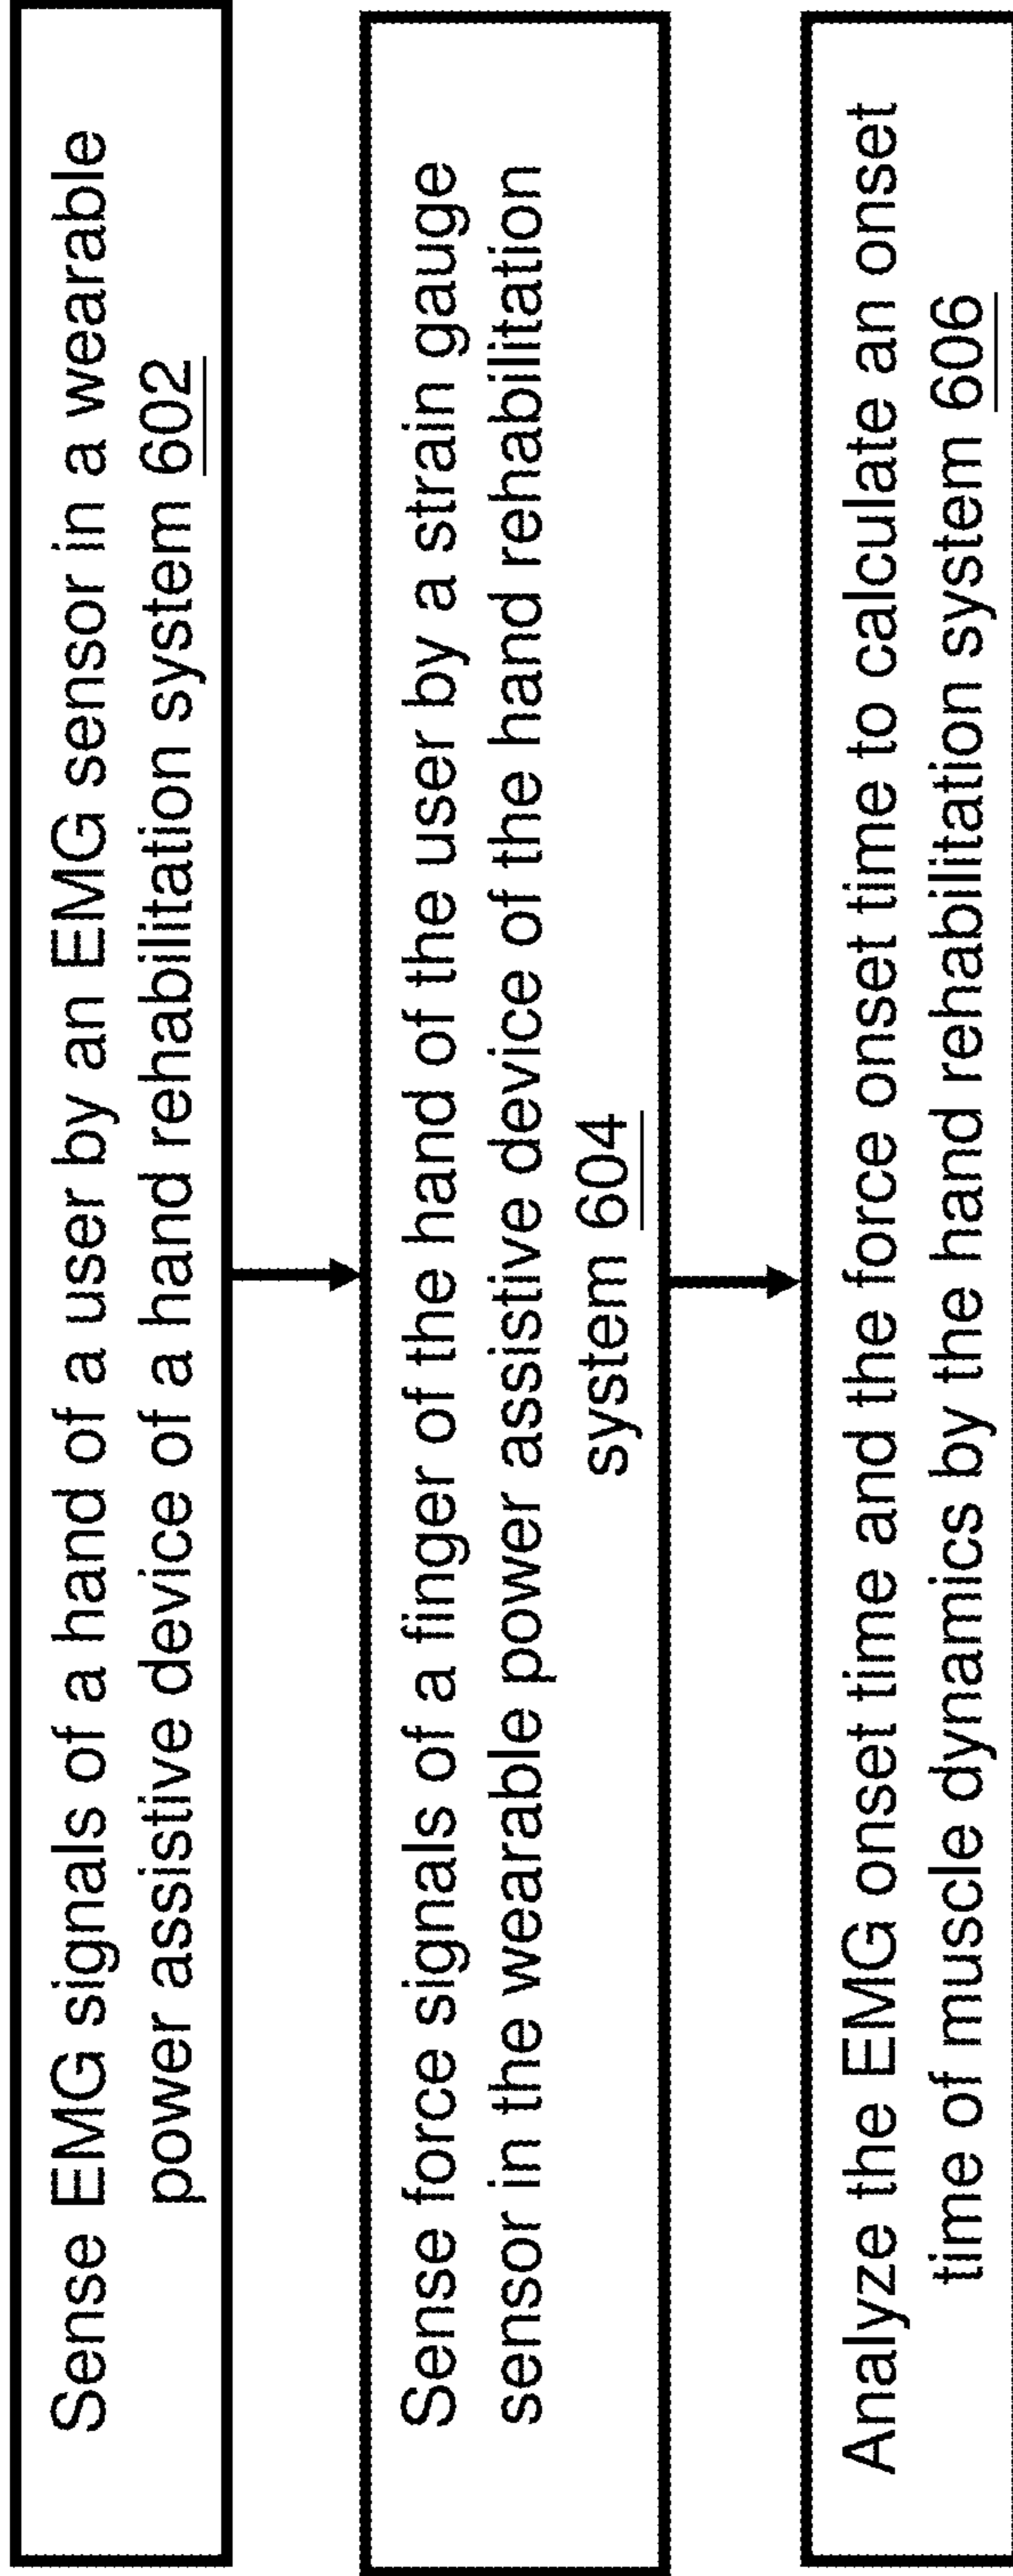 Sense EMG signals of a hand of a user by an EMG sensor in a wearable
power assistive device of a hand rehabilitation system 602
Sense force signals of a finger of the hand of the user by a strain gauge
sensor in the wearable power assistive device of the hand rehabilitation
system 604
Analyze the EMG onset time and the force onset time to calculate an onset
time of muscle dynamics by the hand rehabilitation system 606